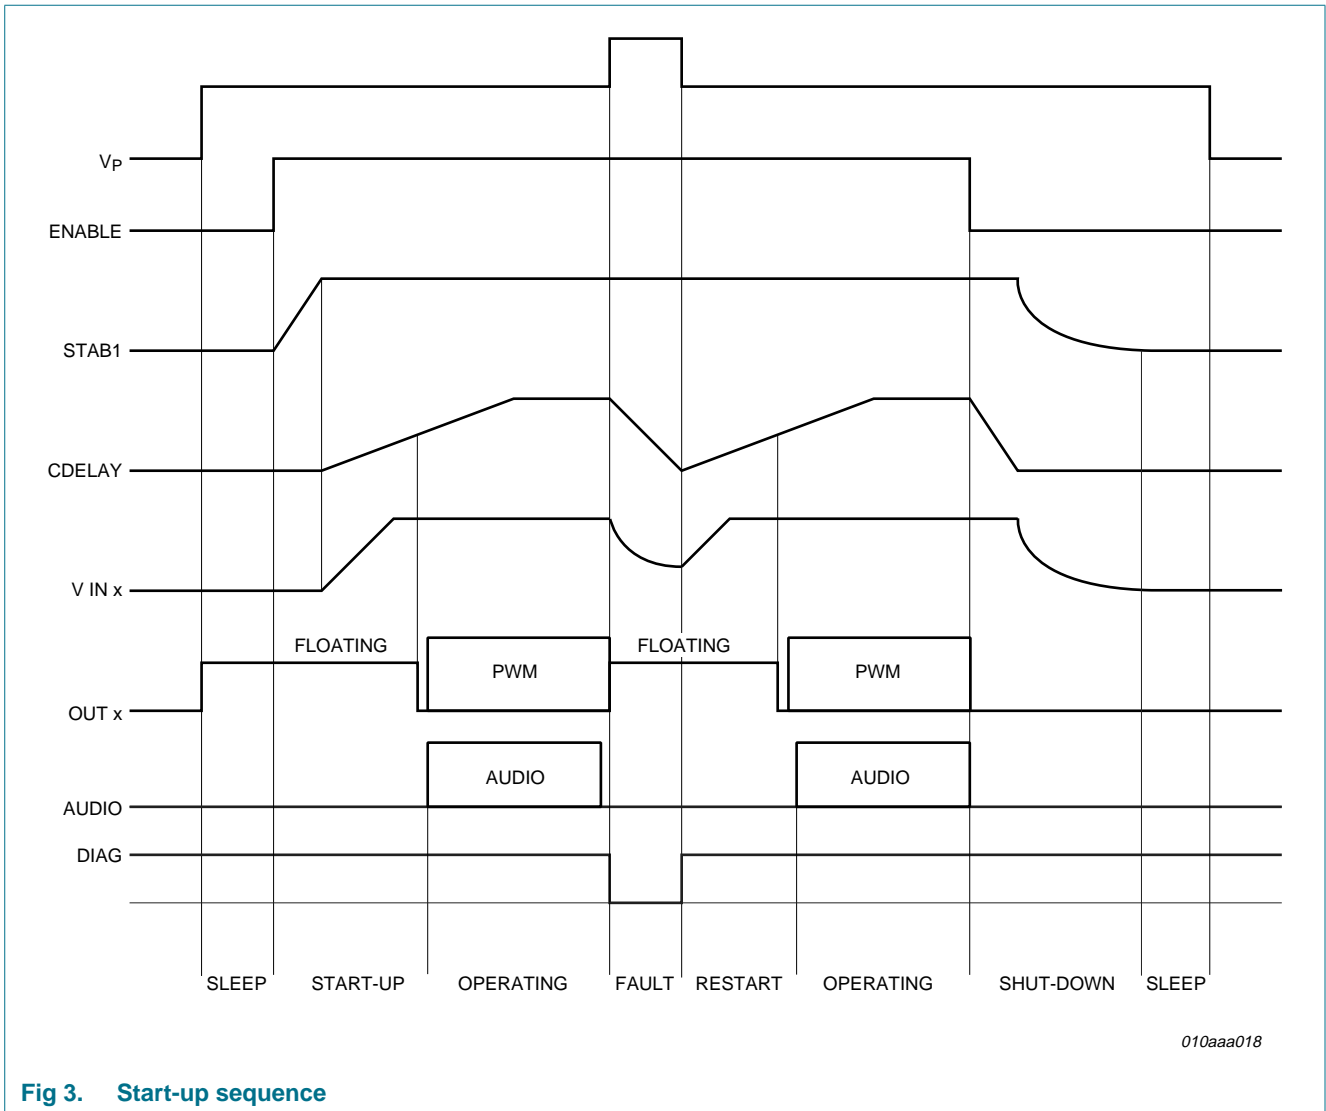 VP
ENABLE
STAB1
CDELAY
V IN x
FLOATING FLOATING
PWM PWM
OUT x
AUDIO AUDIO
AUDIO
DIAG
SLEEP START-UP OPERATING FAULT RESTART OPERATING SHUT-DOWN SLEEP
010aaa018
Fig 3. Start-up sequence